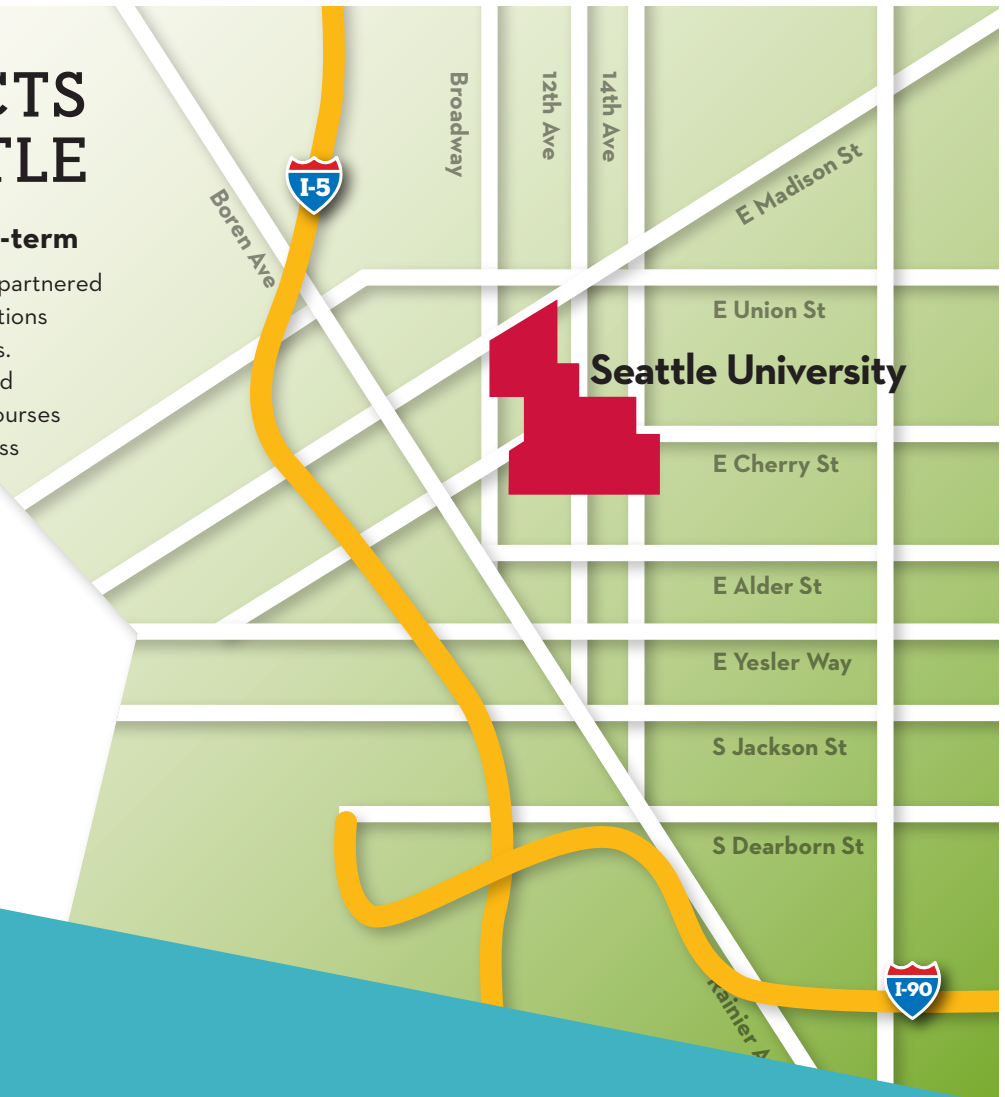 CTS
TLE
-term
partnered
tions
s.
d
ourses
ss
Broadway
12th Ave
14th Ave
E Madison St
I-5
Boren Ave
E Union St
Seattle University
E Cherry St
E Alder St
E Yesler Way
S Jackson St
S Dearborn St
I-90
Rainier A